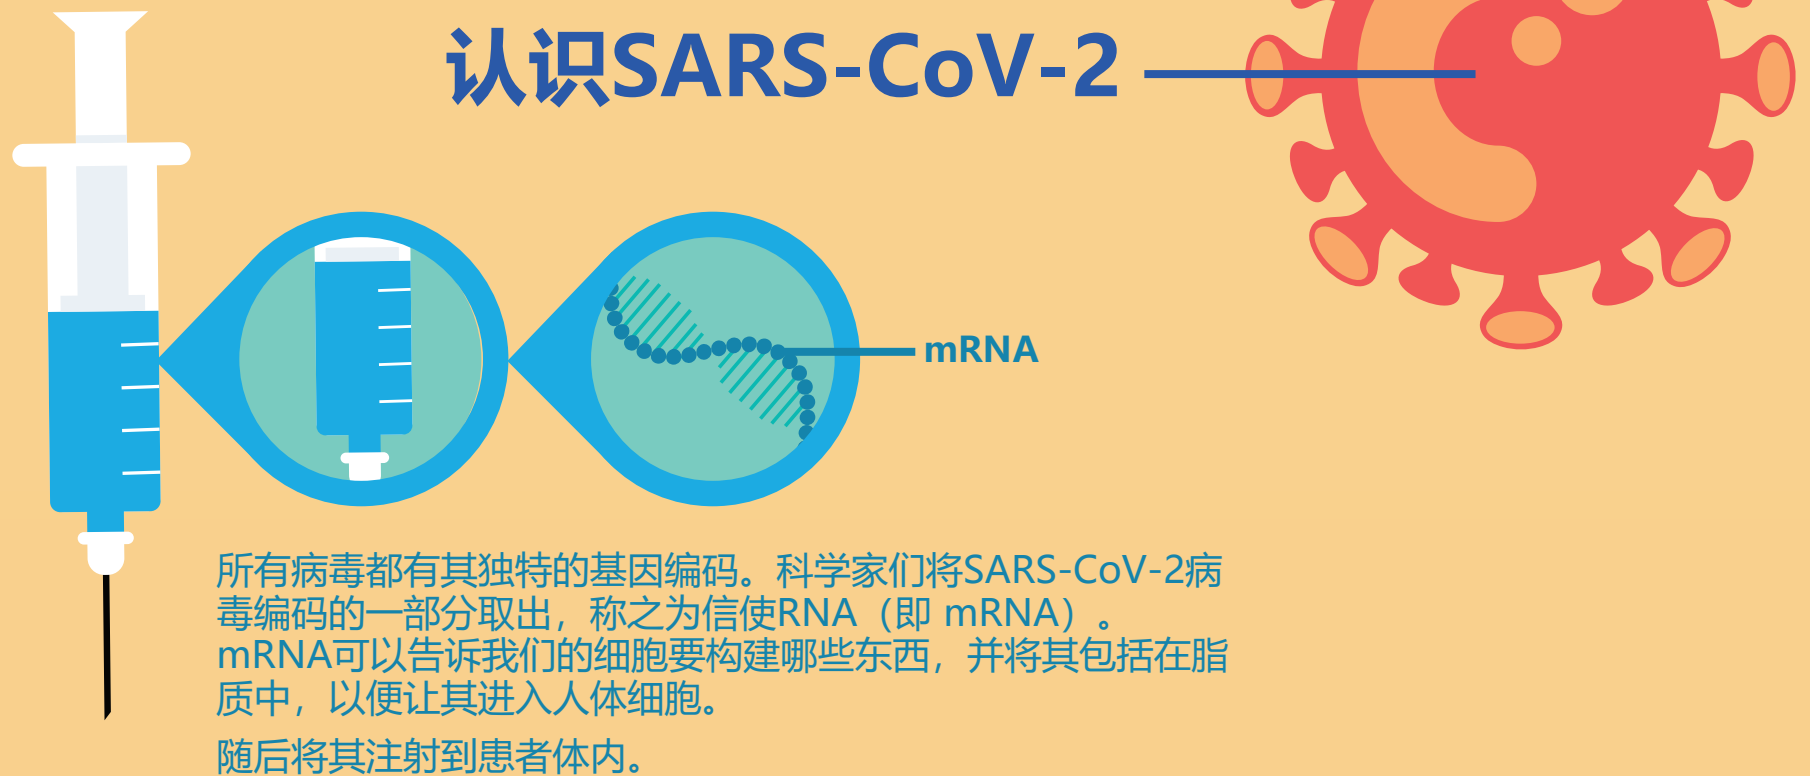 认识SARS-CoV-2
mRNA
所有病毒都有其独特的基因编码。科学家们将SARS-CoV-2病
毒编码的一部分取出，称之为信使RNA（即 mRNA）。
mRNA可以告诉我们的细胞要构建哪些东西，并将其包括在脂
质中，以便让其进入人体细胞。
随后将其注射到患者体内。